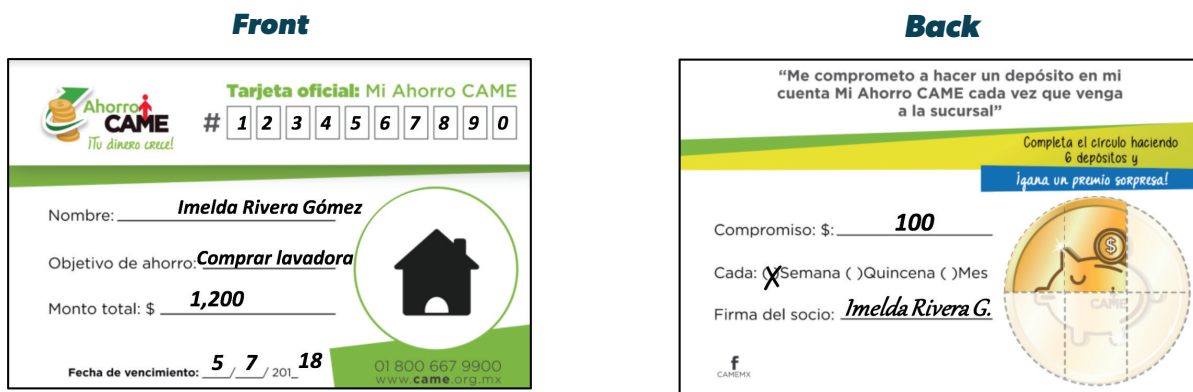 Front
Ahorro
CAME
¡Tu dinero crece!
Tarjeta oficial: Mi Ahorro CAME
# 1 2 3 4 5 6 7 8 9 0
Nombre: Imelda Rivera Gómez
Objetivo de ahorro: Comprar lavadora
Monto total: $ 1,200
Fecha de vencimiento: 5 / 7 / 201_18
01 800 667 9900
www.came.org.mx
Back
“Me comprometo a hacer un depósito en mi
cuenta Mi Ahorro CAME cada vez que venga
a la sucursal”
Completa el círculo haciendo
6 depósitos y
¡gana un premio sorpresa!
Compromiso: $: 100
Cada: (X)Semana ( )Quincena ( )Mes
Firma del socio: Imelda Rivera G.
$
CAME
f
CAMEMX